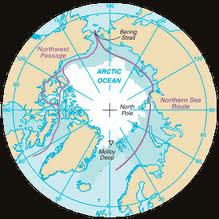 Bering
Strait
Northwest
Passage
ARCTIC
OCEAN
Northern Sea
Route
North
Pole
Molloy
Deep